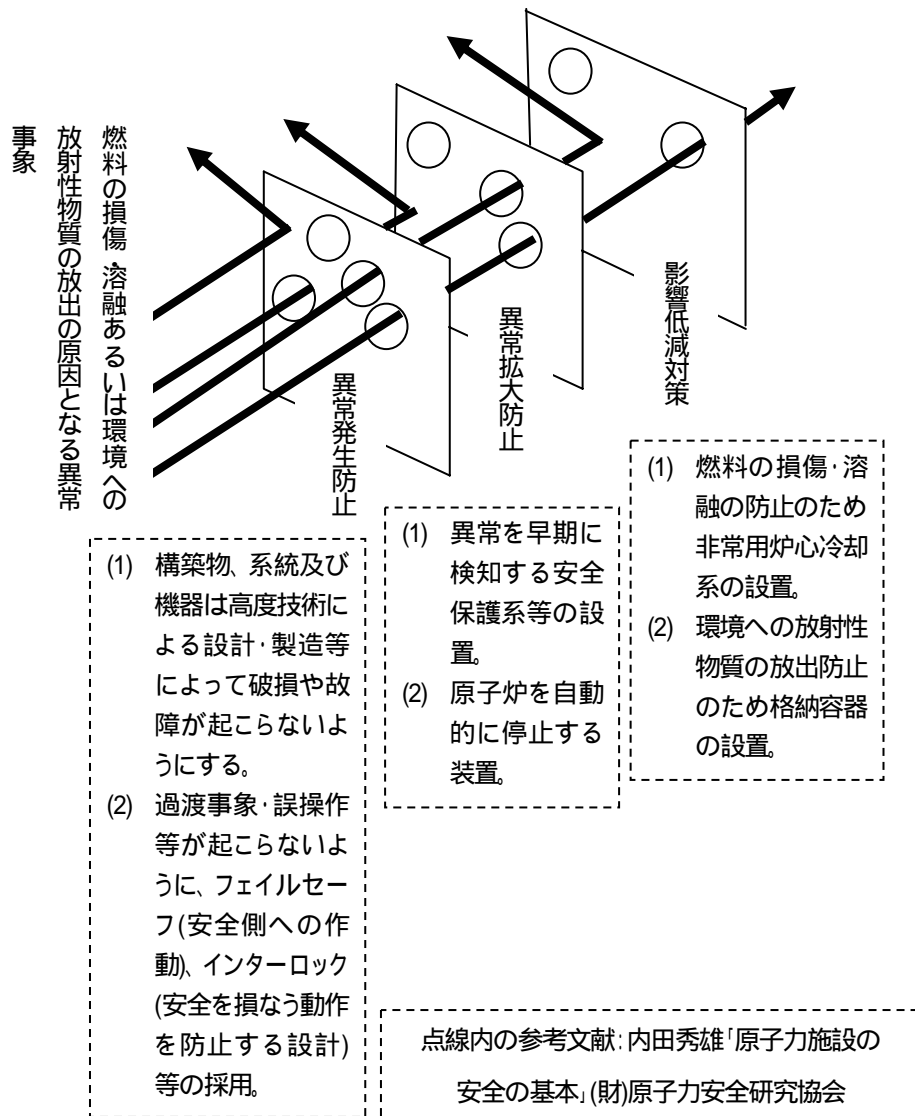 燃料の損傷・溶融あるいは環境への
放射性物質の放出の原因となる異常
事象
異常発生防止
異常拡大防止
影響低減対策
(1) 構築物、系統及び
機器は高度技術に
よる設計・製造等
によって破損や故
障が起こらないよ
うにする。
(2) 過渡事象・誤操作
等が起こらないよ
うに、フェイルセー
フ(安全側への作
動)、インターロック
(安全を損なう動作
を防止する設計)
等の採用。
(1) 異常を早期に
検知する安全
保護系等の設
置。
(2) 原子炉を自動
的に停止する
装置。
(1) 燃料の損傷・溶
融の防止のため
非常用炉心冷却
系の設置。
(2) 環境への放射性
物質の放出防止
のため格納容器
の設置。
点線内の参考文献:内田秀雄「原子力施設の
安全の基本」(財)原子力安全研究協会